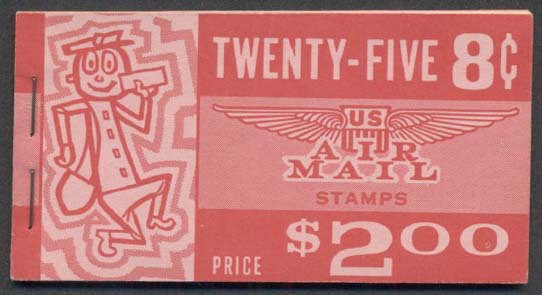 TWENTY-FIVE 8¢
US
AIR
MAIL
STAMPS
PRICE $2.00